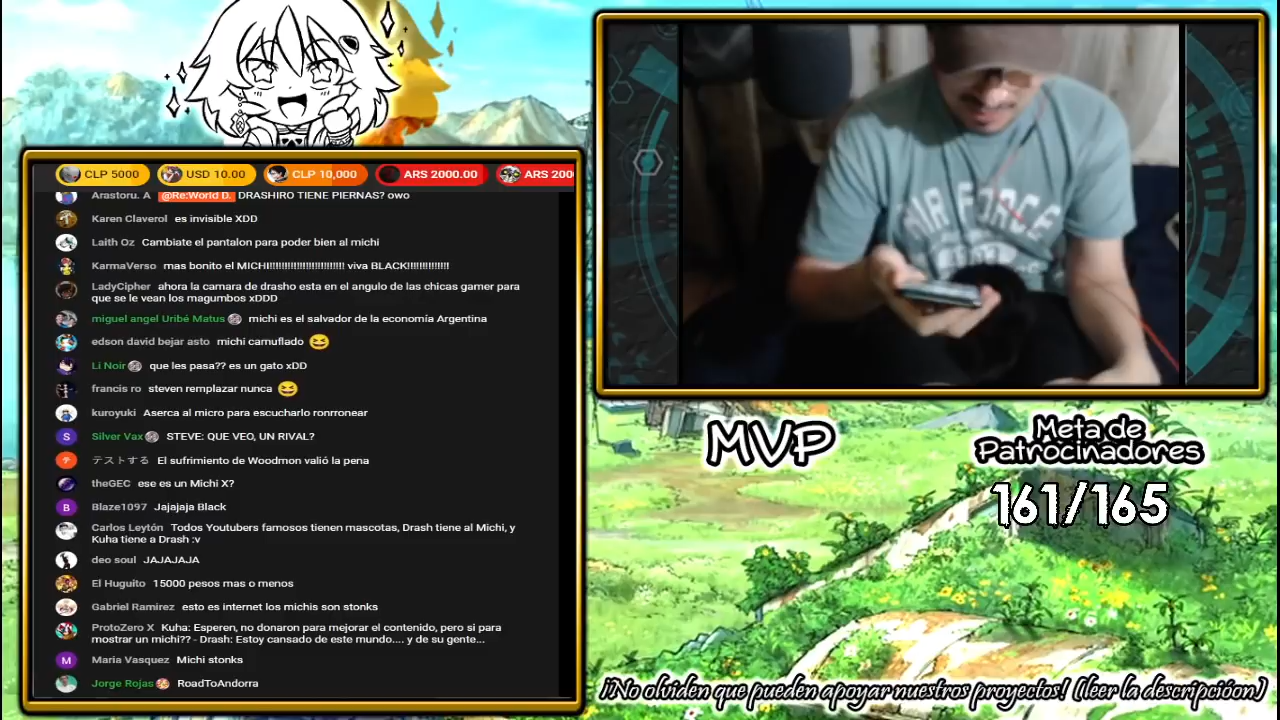 CLP 5000 USD 10.00 CLP 10,000 ARS 2000.00 ARS 200
Arastoru. A @Re:World D. DRASHIRO TIENE PIERNAS? owo
Karen Claverol es invisible XDD
Laith Oz Cambiate el pantalon para poder bien al michi
KarmaVerso mas bonito el MICHI!!!!!!!!!!!!!!!!!!!!!!!!! viva BLACK!!!!!!!!!!!!!
LadyCipher ahora la camara de drasho esta en el angulo de las chicas gamer para
que se le vean los magumbos xDDD
miguel angel Uribé Matus michi es el salvador de la economía Argentina
edson david bejar asto michi camuflado 😆
Li Noir que les pasa?? es un gato xDD
francis ro steven remplazar nunca 😆
kuroyuki Aserca al micro para escucharlo ronrronear
S Silver Vax STEVE: QUE VEO, UN RIVAL?
テ テストする El sufrimiento de Woodmon valió la pena
theGEC ese es un Michi X?
B Blaze1097 Jajajaja Black
Carlos Leytón Todos Youtubers famosos tienen mascotas, Drash tiene al Michi, y
Kuha tiene a Drash :v
deo soul JAJAJAJA
El Huguito 15000 pesos mas o menos
Gabriel Ramirez esto es internet los michis son stonks
ProtoZero X Kuha: Esperen, no donaron para mejorar el contenido, pero si para
mostrar un michi?? - Drash: Estoy cansado de este mundo.... y de su gente...
M Maria Vasquez Michi stonks
Jorge Rojas RoadToAndorra
AIR FORCE
MVP
Meta de
Patrocinadores
161/165
¡No olviden que pueden apoyar nuestros proyectos! (leer la descripcióon)